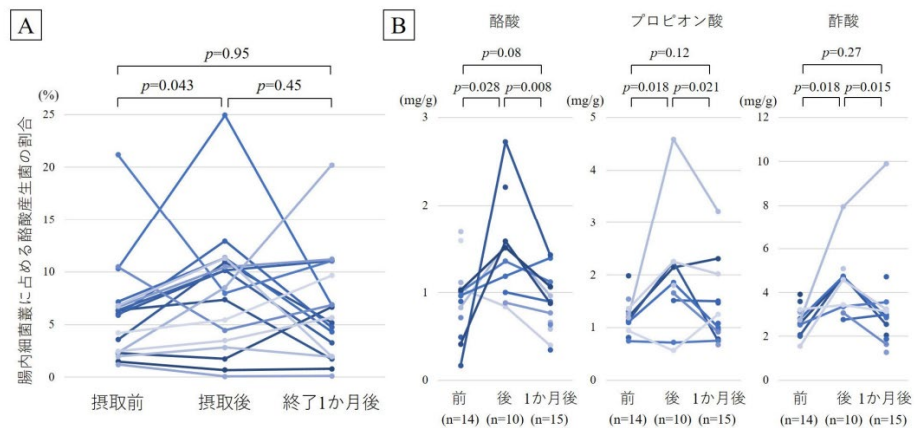 A
p=0.95
p=0.043
p=0.45
(%)
25
20
15
10
5
0
腸内細菌叢に占める酪酸産生菌の割合
摂取前
摂取後
終了1か月後
B
酪酸
p=0.08
p=0.028
p=0.008
(mg/g)
3
2
1
0
前
後
1か月後
(n=14)
(n=10)
(n=15)
プロピオン酸
p=0.12
p=0.018
p=0.021
(mg/g)
5
4
3
2
1
0
前
後
1か月後
(n=14)
(n=10)
(n=15)
酢酸
p=0.27
p=0.018
p=0.015
(mg/g)
12
10
8
6
4
2
0
前
後
1か月後
(n=14)
(n=10)
(n=15)